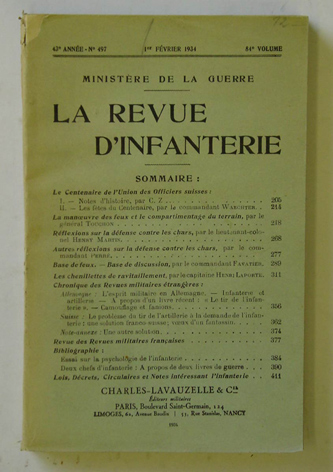 43e ANNÉE - No 497 1er FÉVRIER 1934 84e VOLUME
MINISTÈRE DE LA GUERRE
LA REVUE
D'INFANTERIE
SOMMAIRE :
Le Centenaire de l'Union des Officiers suisses :
I. — Notes d'histoire, par C. Z. 205
II. — Les fêtes du Centenaire, par le commandant 214
La manœuvre des feux et le compartimentage du terrain, par le
général 218
Réflexions sur la défense contre les chars, par le lieutenant-colo-
nel HENRY MARTIN. 268
Autres réflexions sur la défense contre les chars, par le com-
mandant 277
Base de feux. — Base de discussion, par le commandant 289
Les chenillettes de ravitaillement, par le capitaine HENRI 341
Chronique des Revues militaires étrangères :
Allemagne : L'esprit militaire en Allemagne. — Infanterie et
artillerie — A propos d'un livre récent : « Le tir de l'infan-
terie ». — Camouflage et fanions. 356
Suisse : Le problème du tir de l'artillerie à la demande de l'infan-
terie : une solution franco-suisse; vœux d'un fantassin. 362
: Une autre solution. 374
Revue des Revues militaires françaises 377
Bibliographie :
Essai sur la psychologie de l'infanterie 384
Deux chefs d'infanterie : A propos de deux livres de guerre 390
Lois, Décrets, Circulaires et Notes intéressant l'infanterie 411
CHARLES-LAVAUZELLE & Cie
Éditeurs militaires
PARIS, Boulevard Saint-Germain, 124
LIMOGES, 62, Avenue Baudin | 53, Rue Stanislas, NANCY
1934